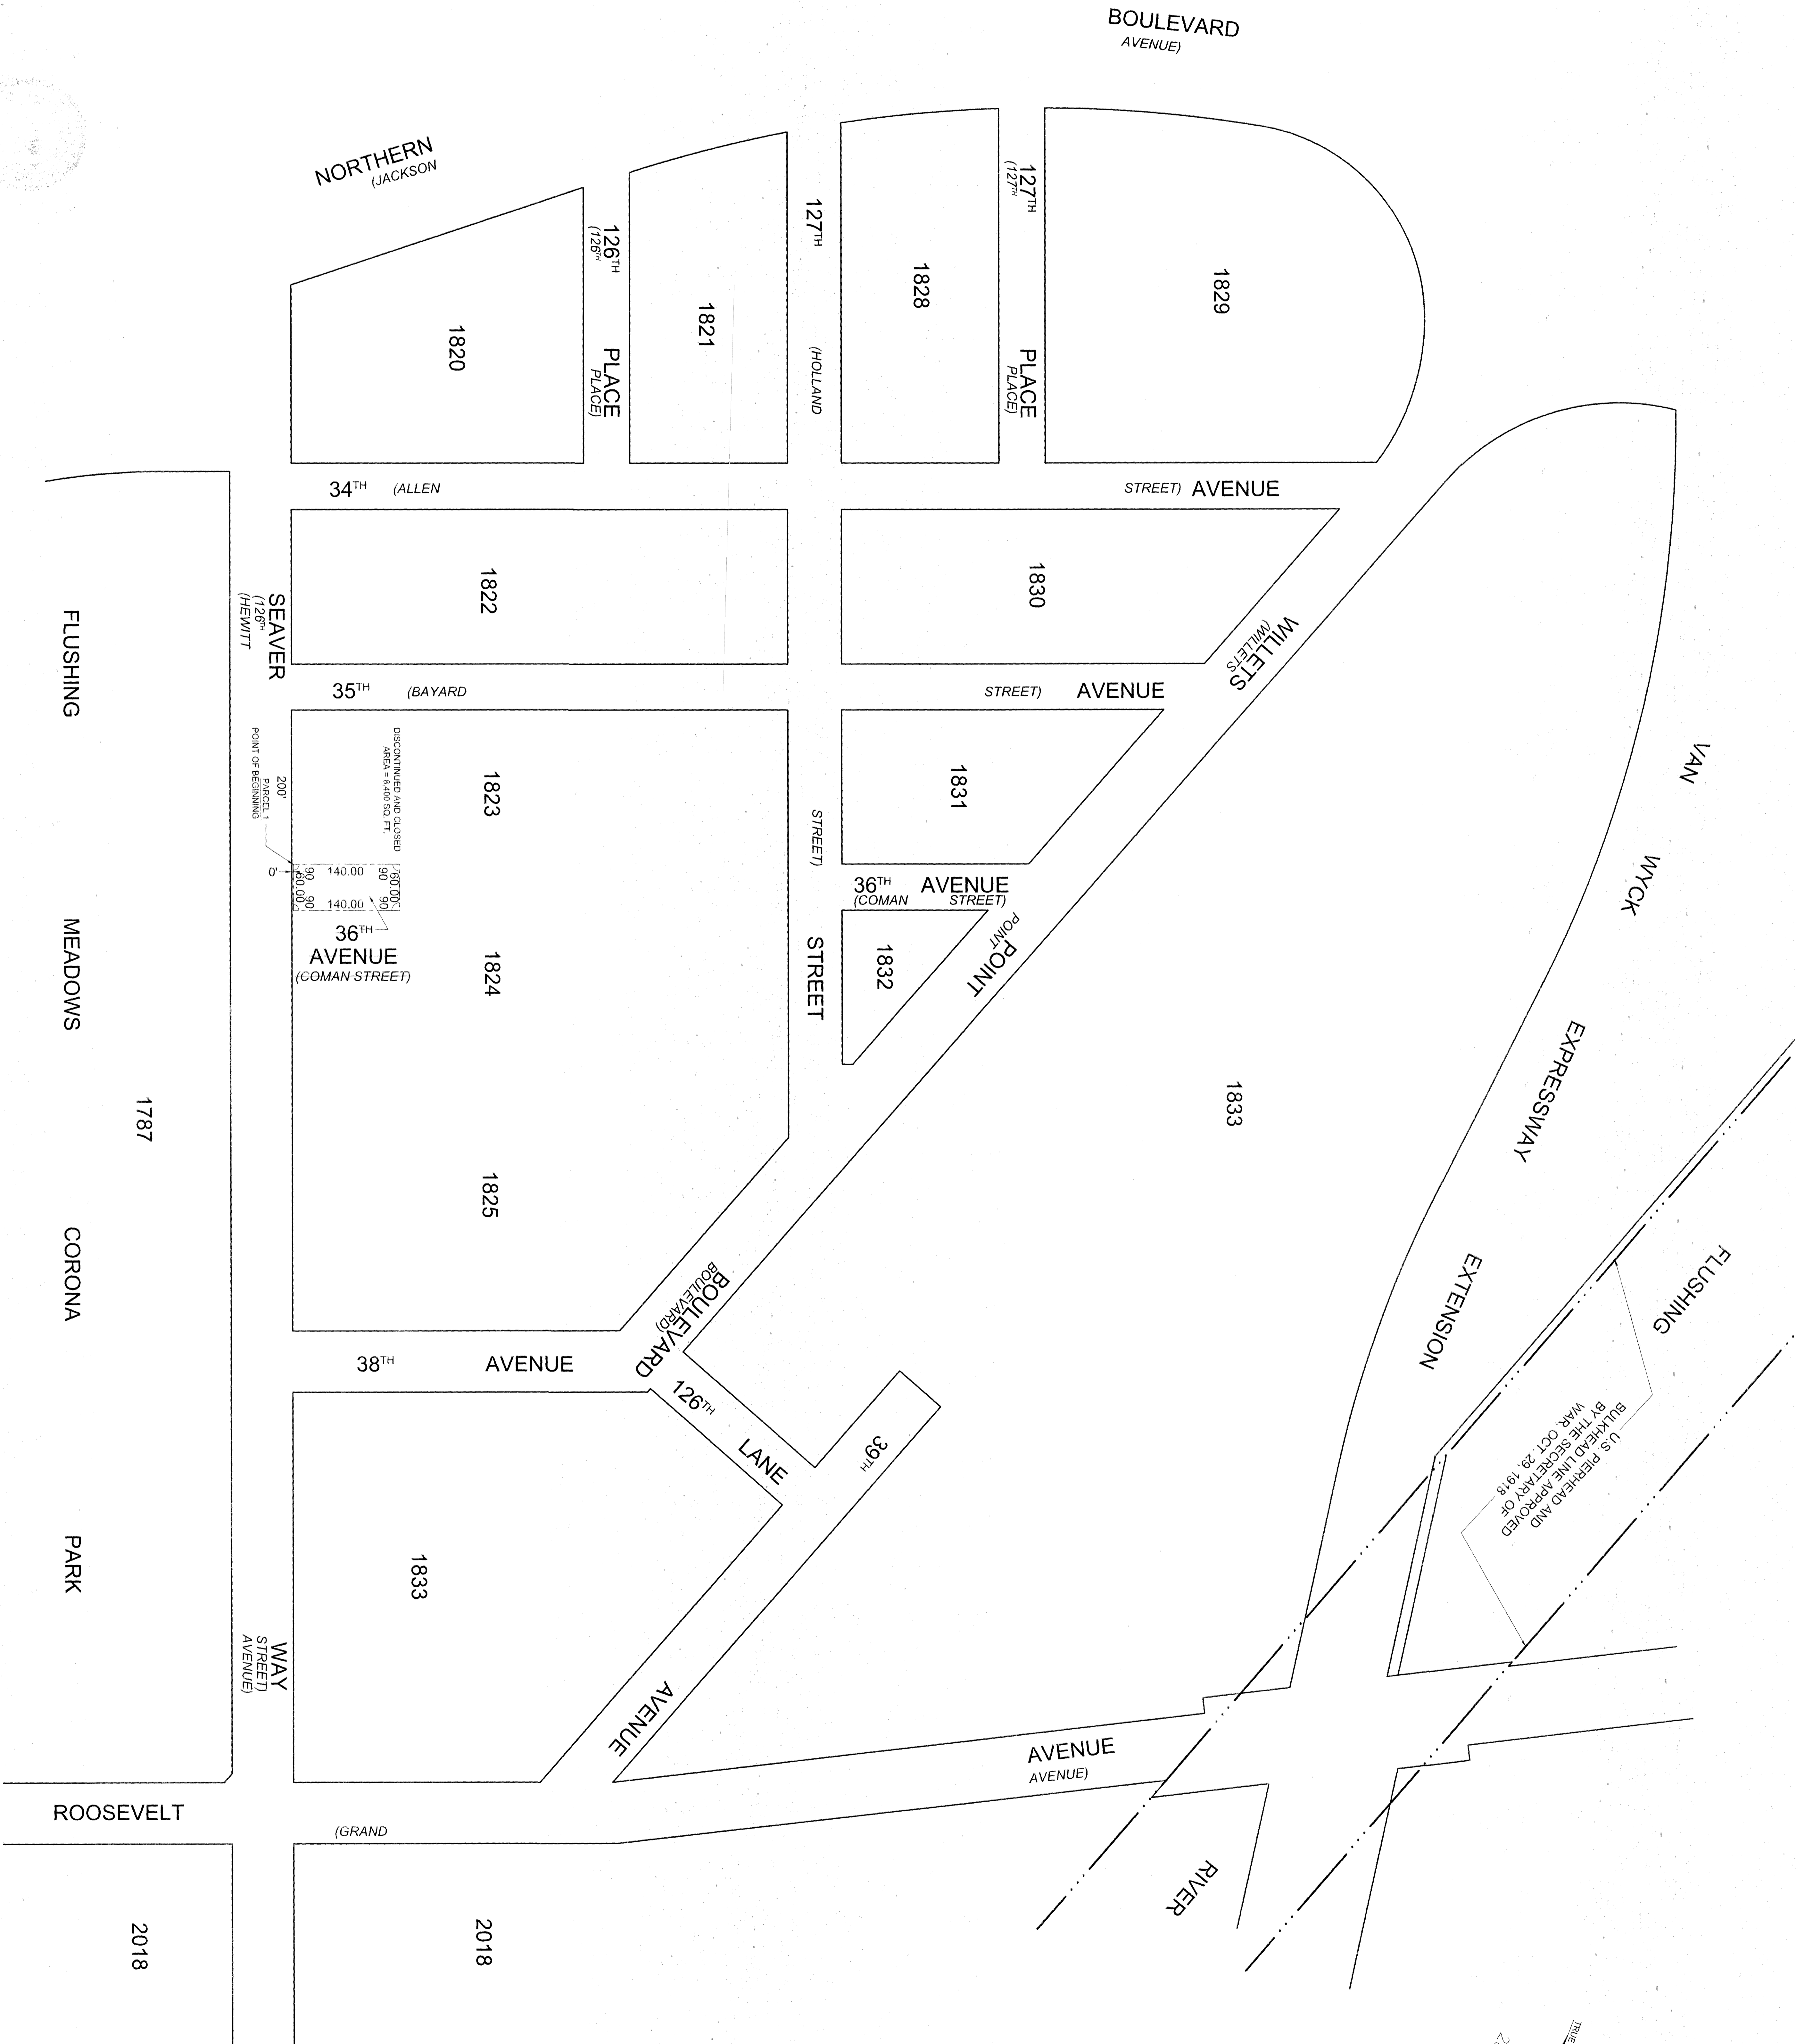 BOULEVARD
AVENUE)
NORTHERN
(JACKSON
126TH
(126TH
PLACE
PLACE)
127TH
(HOLLAND
127TH
(127TH
PLACE
PLACE)
1820
1821
1828
1829
34TH (ALLEN STREET) AVENUE
SEAVER
(126TH
(HEWITT
1822
1830
WILLETS
(WILLETS
35TH (BAYARD STREET) AVENUE
VAN
WYCK
EXPRESSWAY
EXTENSION
FLUSHING
MEADOWS
CORONA
PARK
1787
DISCONTINUED AND CLOSED
AREA = 8,400 SQ. FT.
200'
PARCEL 1
POINT OF BEGINNING
0'
140.00
140.00
60.00
60.00
90
90
90
90
36TH
AVENUE
(COMAN STREET)
1823
1824
1825
1831
STREET)
STREET
36TH AVENUE
(COMAN STREET)
1832
POINT
POINT
1833
BOULEVARD
BOULEVARD)
38TH AVENUE
126TH
LANE
39TH
AVENUE
1833
FLUSHING
RIVER
U.S. PIERHEAD AND
BULKHEAD LINE APPROVED
BY THE SECRETARY OF
WAR, OCT. 29, 1918
WAY
STREET)
AVENUE)
AVENUE
AVENUE)
ROOSEVELT
(GRAND
2018
2018
TRUE